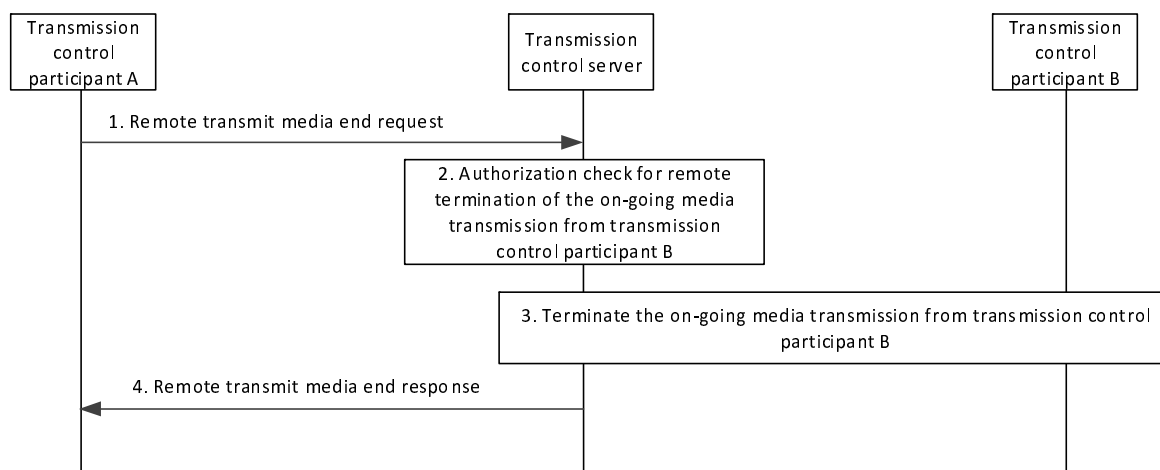 Transmission
control
participant A
Transmission
control server
Transmission
control
participant B
1. Remote transmit media end request
2. Authorization check for remote
termination of the on-going media
transmission from transmission
control participant B
3. Terminate the on-going media transmission from transmission control
participant B
4. Remote transmit media end response